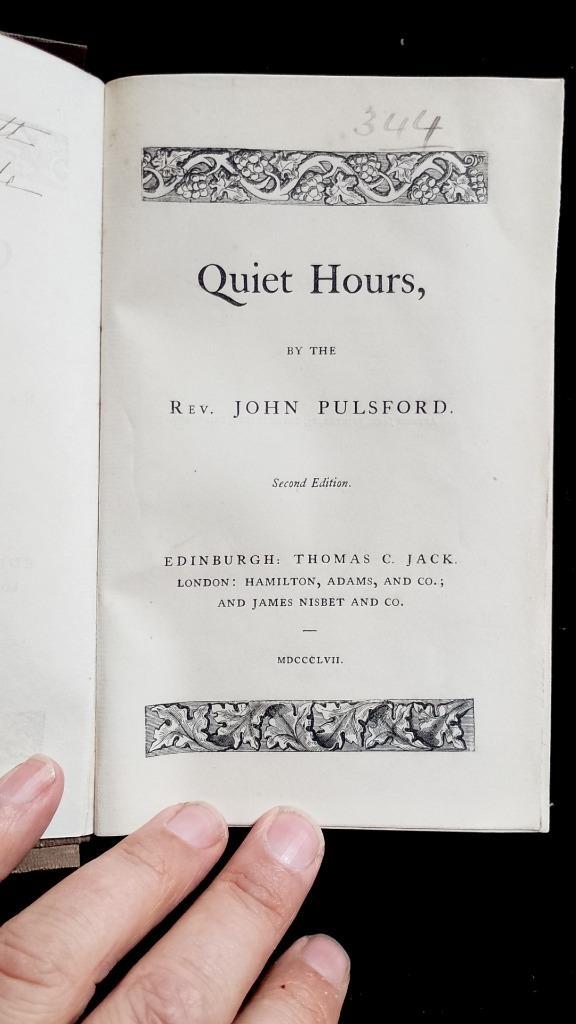 344
Quiet Hours,
BY THE
REV. JOHN PULSFORD.
Second Edition.
EDINBURGH: THOMAS C. JACK.
LONDON: HAMILTON, ADAMS, AND CO.;
AND JAMES NISBET AND CO.
—
MDCCCLVII.